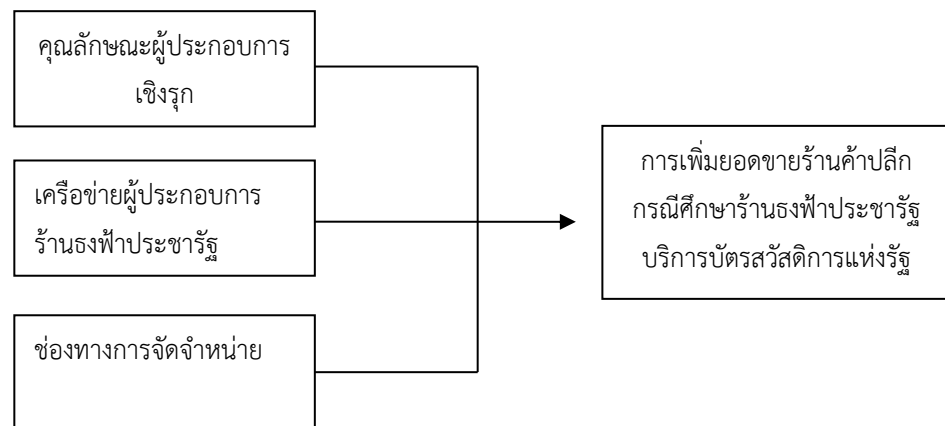 คุณลักษณะผู้ประกอบการ
เชิงรุก
เครือข่ายผู้ประกอบการ
ร้านธงฟ้าประชารัฐ
ช่องทางการจัดจำหน่าย
การเพิ่มยอดขายร้านค้าปลีก
กรณีศึกษาร้านธงฟ้าประชารัฐ
บริการบัตรสวัสดิการแห่งรัฐ